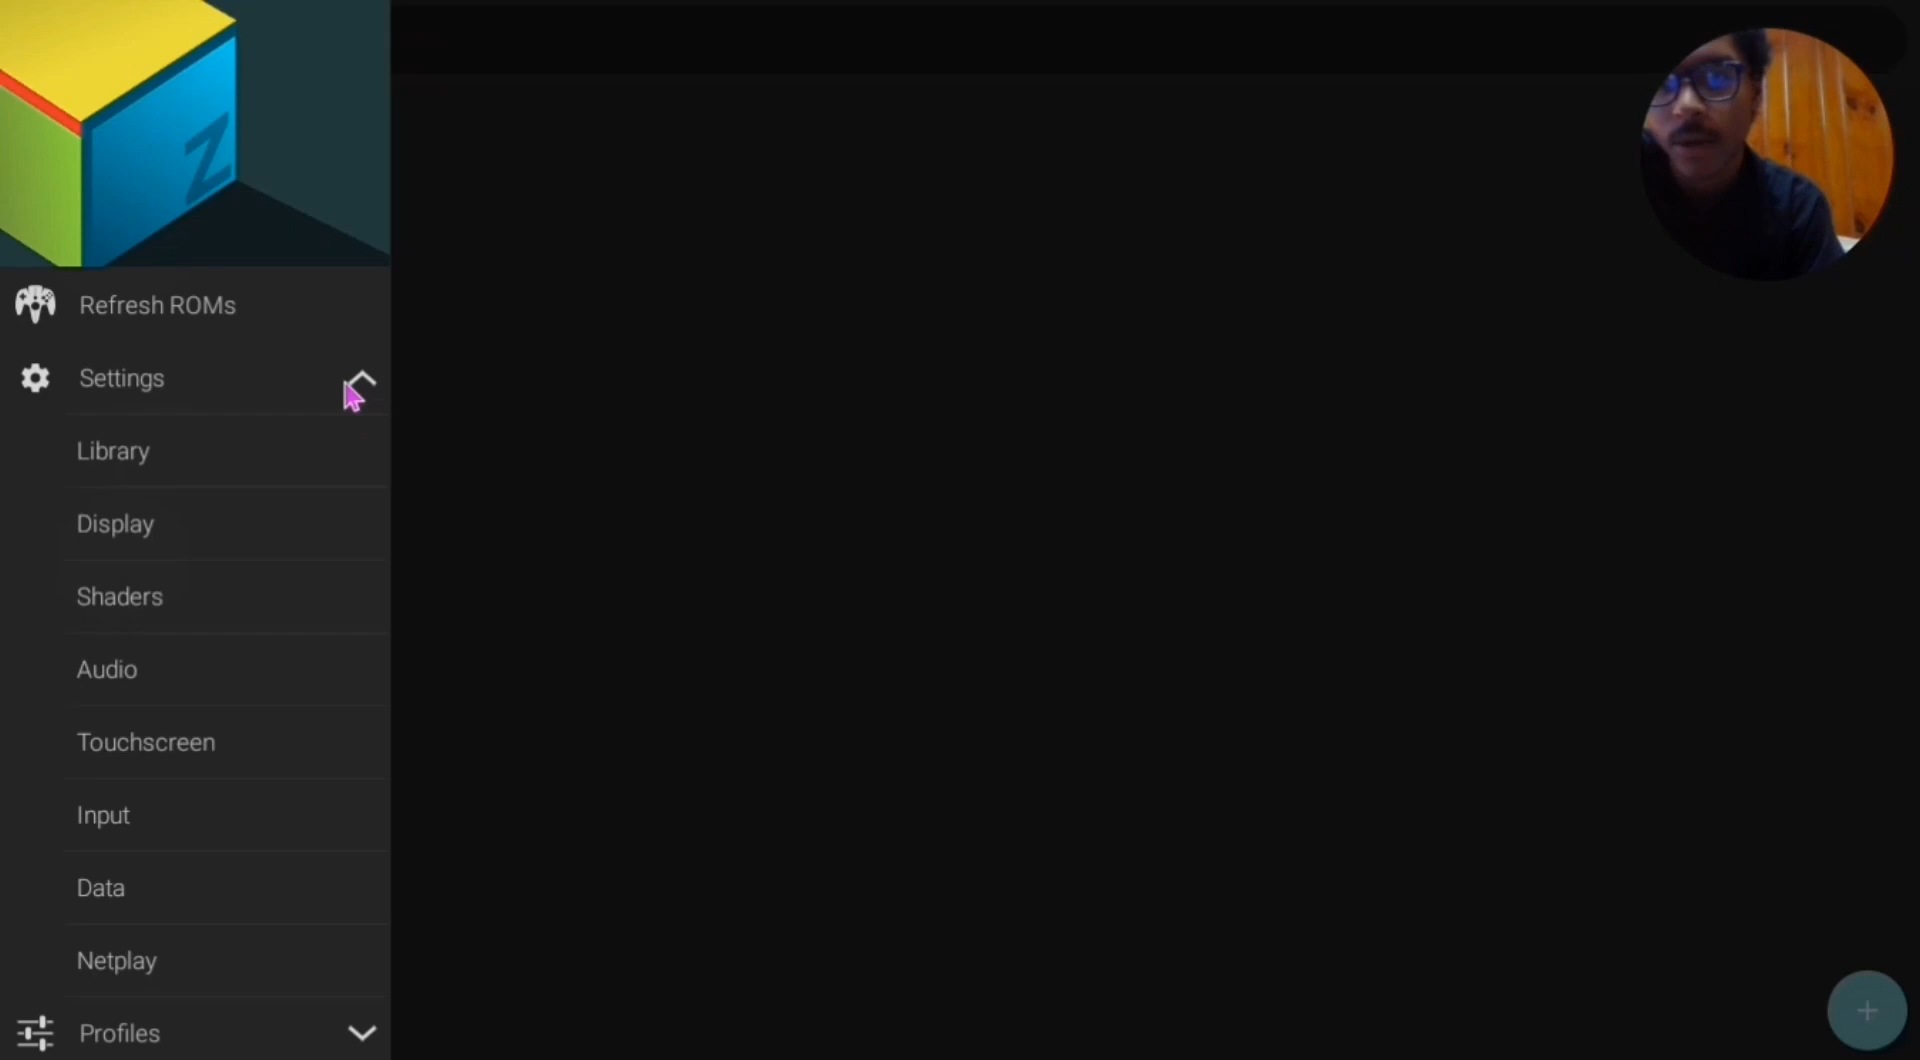 Z
Refresh ROMs
Settings
Library
Display
Shaders
Audio
Touchscreen
Input
Data
Netplay
Profiles